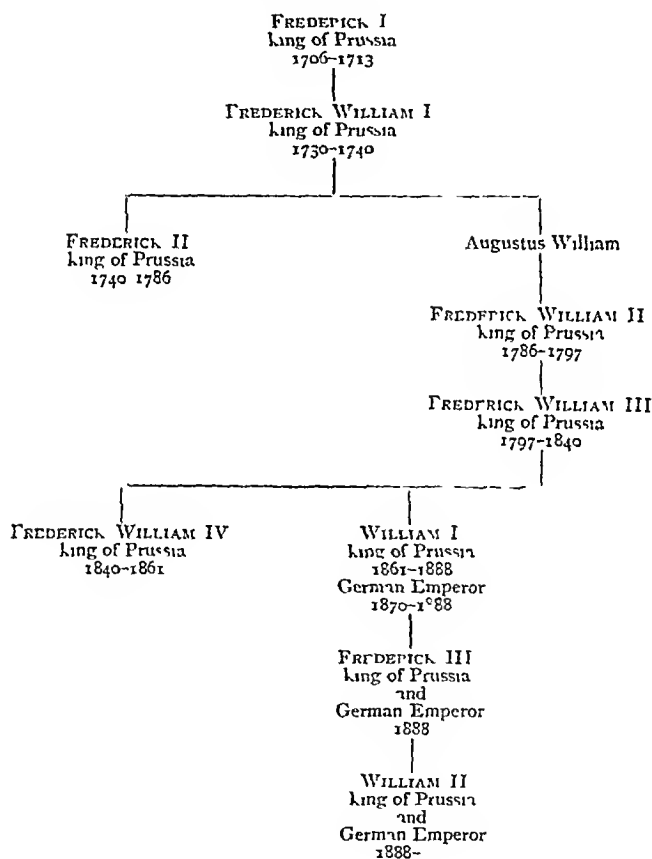 FREDERICK I
king of Prussia
1706-1713
FREDERICK WILLIAM I
king of Prussia
1730-1740
FREDERICK II
king of Prussia
1740 1786
Augustus William
FREDERICK WILLIAM II
king of Prussia
1786-1797
FREDERICK WILLIAM III
king of Prussia
1797-1840
FREDERICK WILLIAM IV
king of Prussia
1840-1861
WILLIAM I
king of Prussia
1861-1888
German Emperor
1870-1888
FREDERICK III
king of Prussia
and
German Emperor
1888
WILLIAM II
king of Prussia
and
German Emperor
1888-